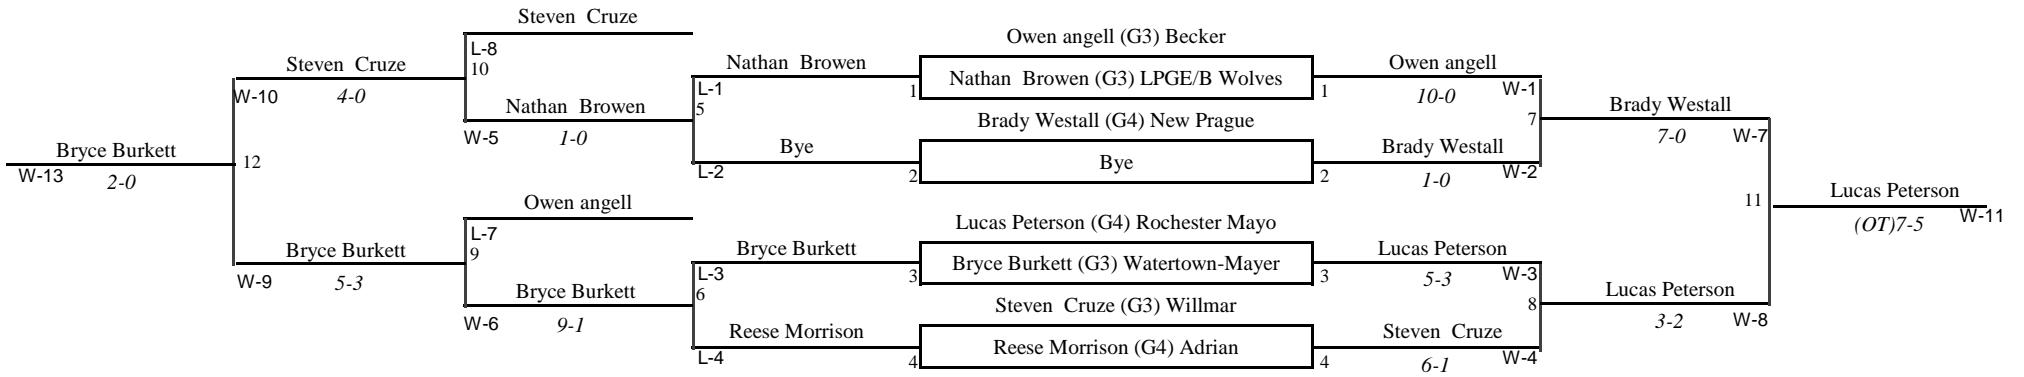 Steven  Cruze
L-8
10
Steven  Cruze
W-10
4-0
Nathan  Browen
W-5
1-0
Bryce Burkett
W-13
2-0
12
Owen angell
L-7
9
Bryce Burkett
W-9
5-3
Bryce Burkett
W-6
9-1
Nathan  Browen
L-1
1
5
Bye
L-2
2
Bryce Burkett
L-3
3
6
Reese Morrison
L-4
4
Owen angell (G3) Becker
Nathan  Browen (G3) LPGE/B Wolves
Brady Westall (G4) New Prague
Bye
Lucas Peterson (G4) Rochester Mayo
Bryce Burkett (G3) Watertown-Mayer
Steven  Cruze (G3) Willmar
Reese Morrison (G4) Adrian
Owen angell
1
10-0
W-1
7
Brady Westall
2
1-0
W-2
Lucas Peterson
3
5-3
W-3
8
Steven  Cruze
4
6-1
W-4
Brady Westall
7-0
W-7
11
Lucas Peterson
3-2
W-8
Lucas Peterson
(OT)7-5
W-11